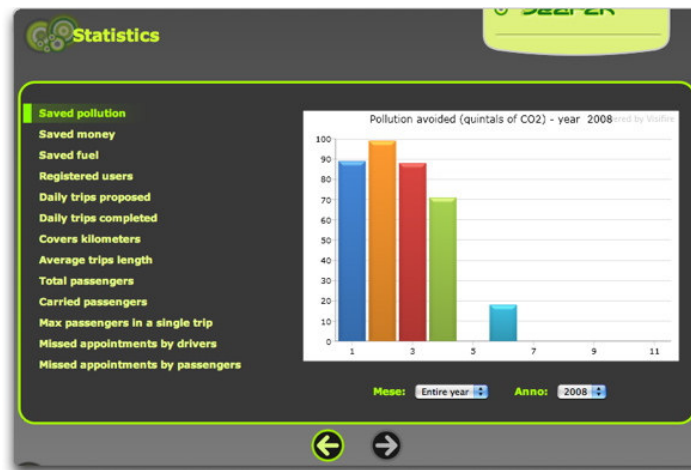 Statistics
Saved pollution
Saved money
Saved fuel
Registered users
Daily trips proposed
Daily trips completed
Covers kilometers
Average trips length
Total passengers
Carried passengers
Max passengers in a single trip
Missed appointments by drivers
Missed appointments by passengers
Pollution avoided (quintals of CO2) - year 2008
by Visifire
100
90
80
70
60
50
40
30
20
10
0
1 3 5 7 9 11
Mese: Entire year Anno: 2008